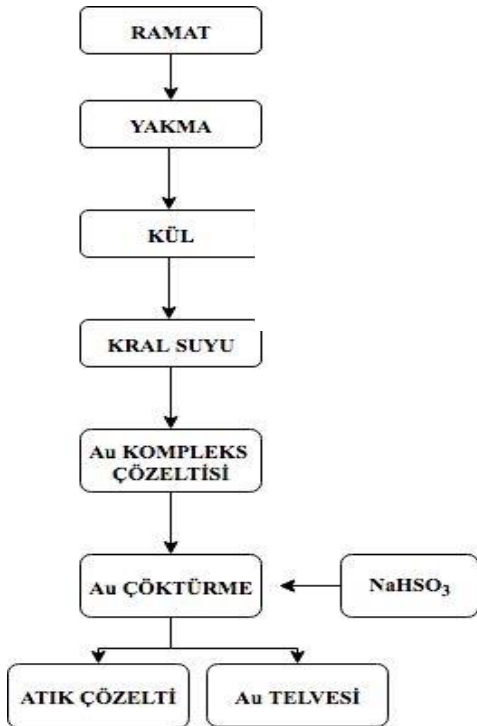 RAMAT
YAKMA
KÜL
KRAL SUYU
Au KOMPLEKS
ÇÖZELTİSİ
Au ÇÖKTÜRME
NaHSO₃
ATIK ÇÖZELTİ
Au TELVESİ